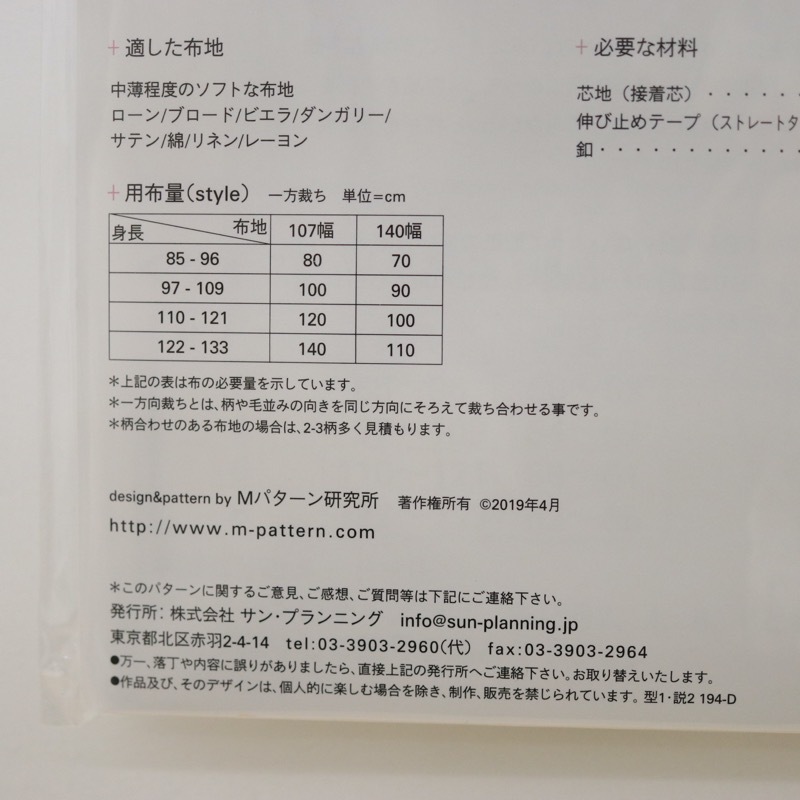 + 適した布地
中薄程度のソフトな布地
ローン/ブロード/ビエラ/ダンガリー/
サテン/綿/リネン/レーヨン
+ 必要な材料
芯地（接着芯）・・・・・・
伸び止めテープ（ストレートタ
釦・・・・・・・・・・・・
+ 用布量(style) 一方裁ち 単位=cm
身長 布地 107幅 140幅
85 - 96 80 70
97 - 109 100 90
110 - 121 120 100
122 - 133 140 110
＊上記の表は布の必要量を示しています。
＊一方向裁ちとは、柄や毛並みの向きを同じ方向にそろえて裁ち合わせる事です。
＊柄合わせのある布地の場合は、2-3柄多く見積もります。
design&pattern by Mパターン研究所 著作権所有 ©2019年4月
http://www.m-pattern.com
＊このパターンに関するご意見、ご感想、ご質問等は下記にご連絡下さい。
発行所：株式会社 サン・プランニング info@sun-planning.jp
東京都北区赤羽2-4-14 tel:03-3903-2960(代) fax:03-3903-2964
●万一、落丁や内容に誤りがありましたら、直接上記の発行所へご連絡下さい。お取り替えいたします。
●作品及び、そのデザインは、個人的に楽しむ場合を除き、制作、販売を禁じられています。型1・説2 194-D